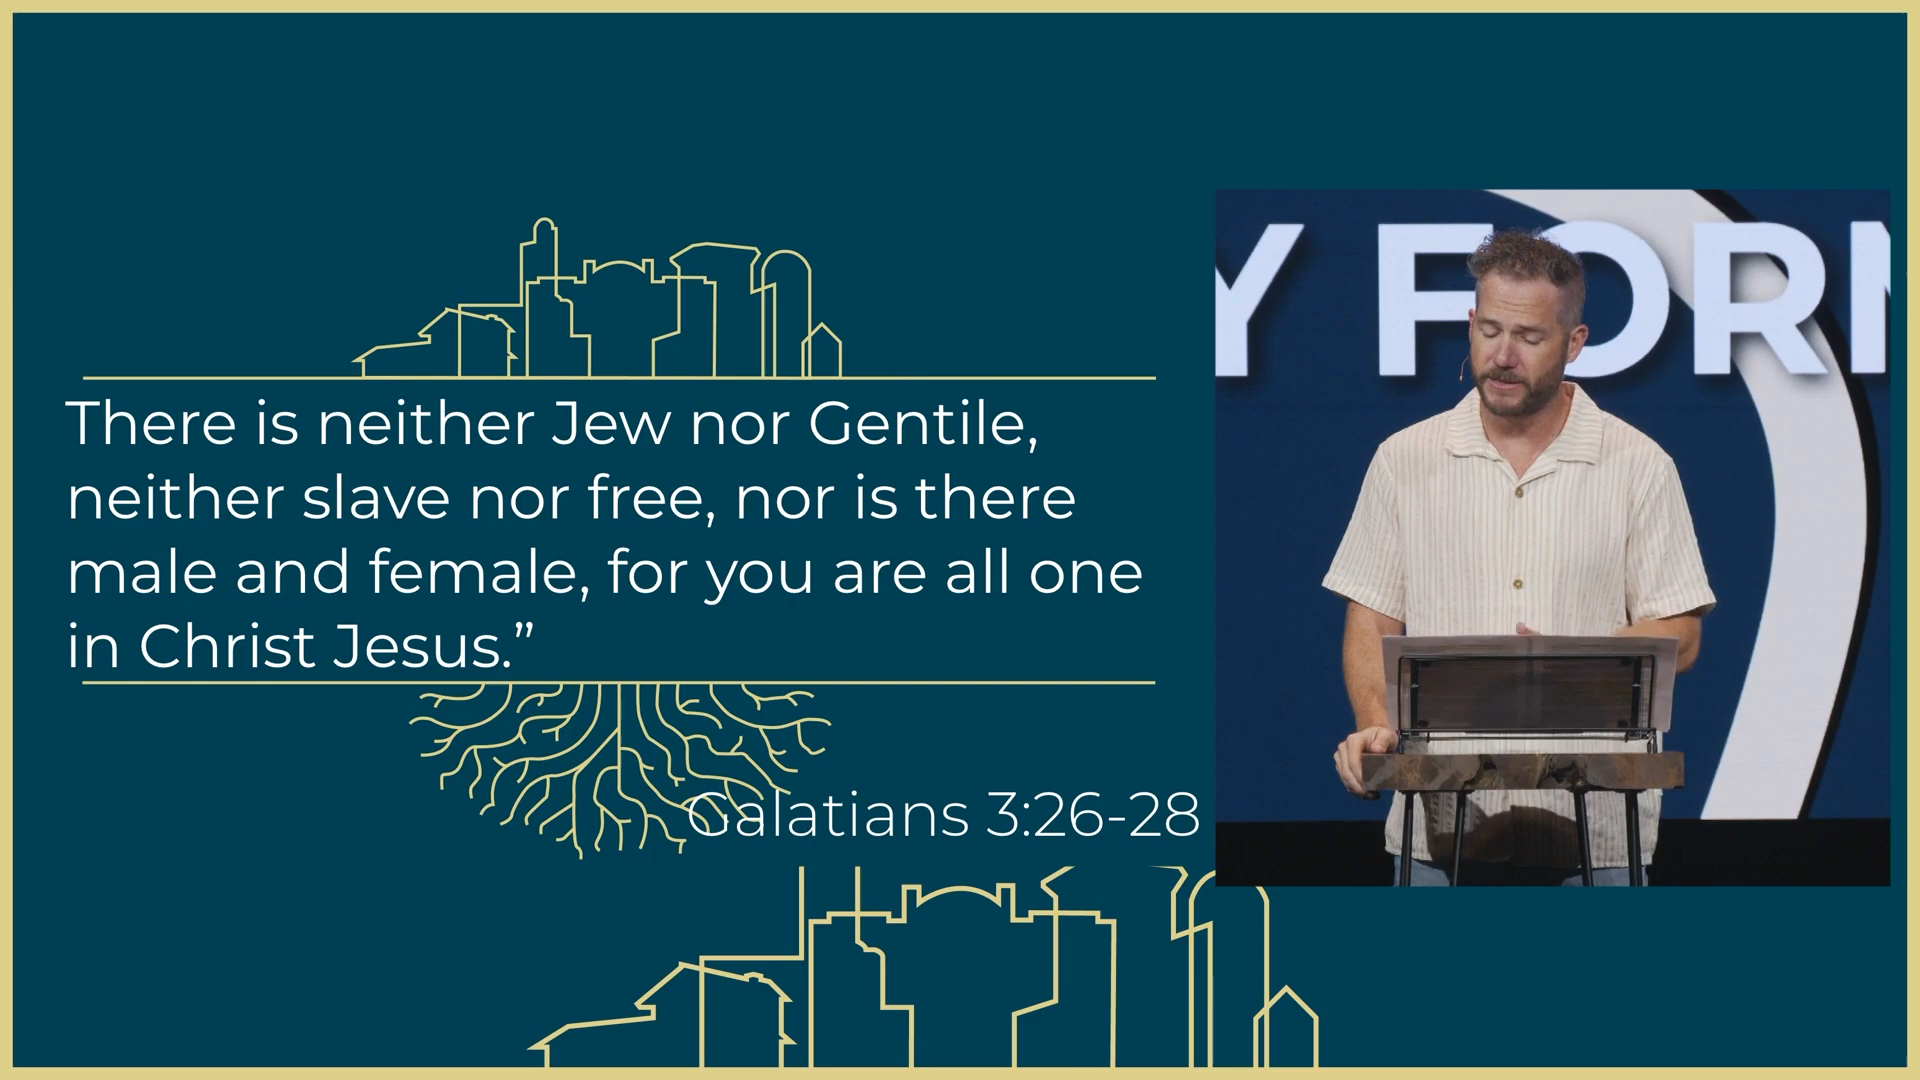 Y FORM
There is neither Jew nor Gentile,
neither slave nor free, nor is there
male and female, for you are all one
in Christ Jesus.”
Galatians 3:26-28